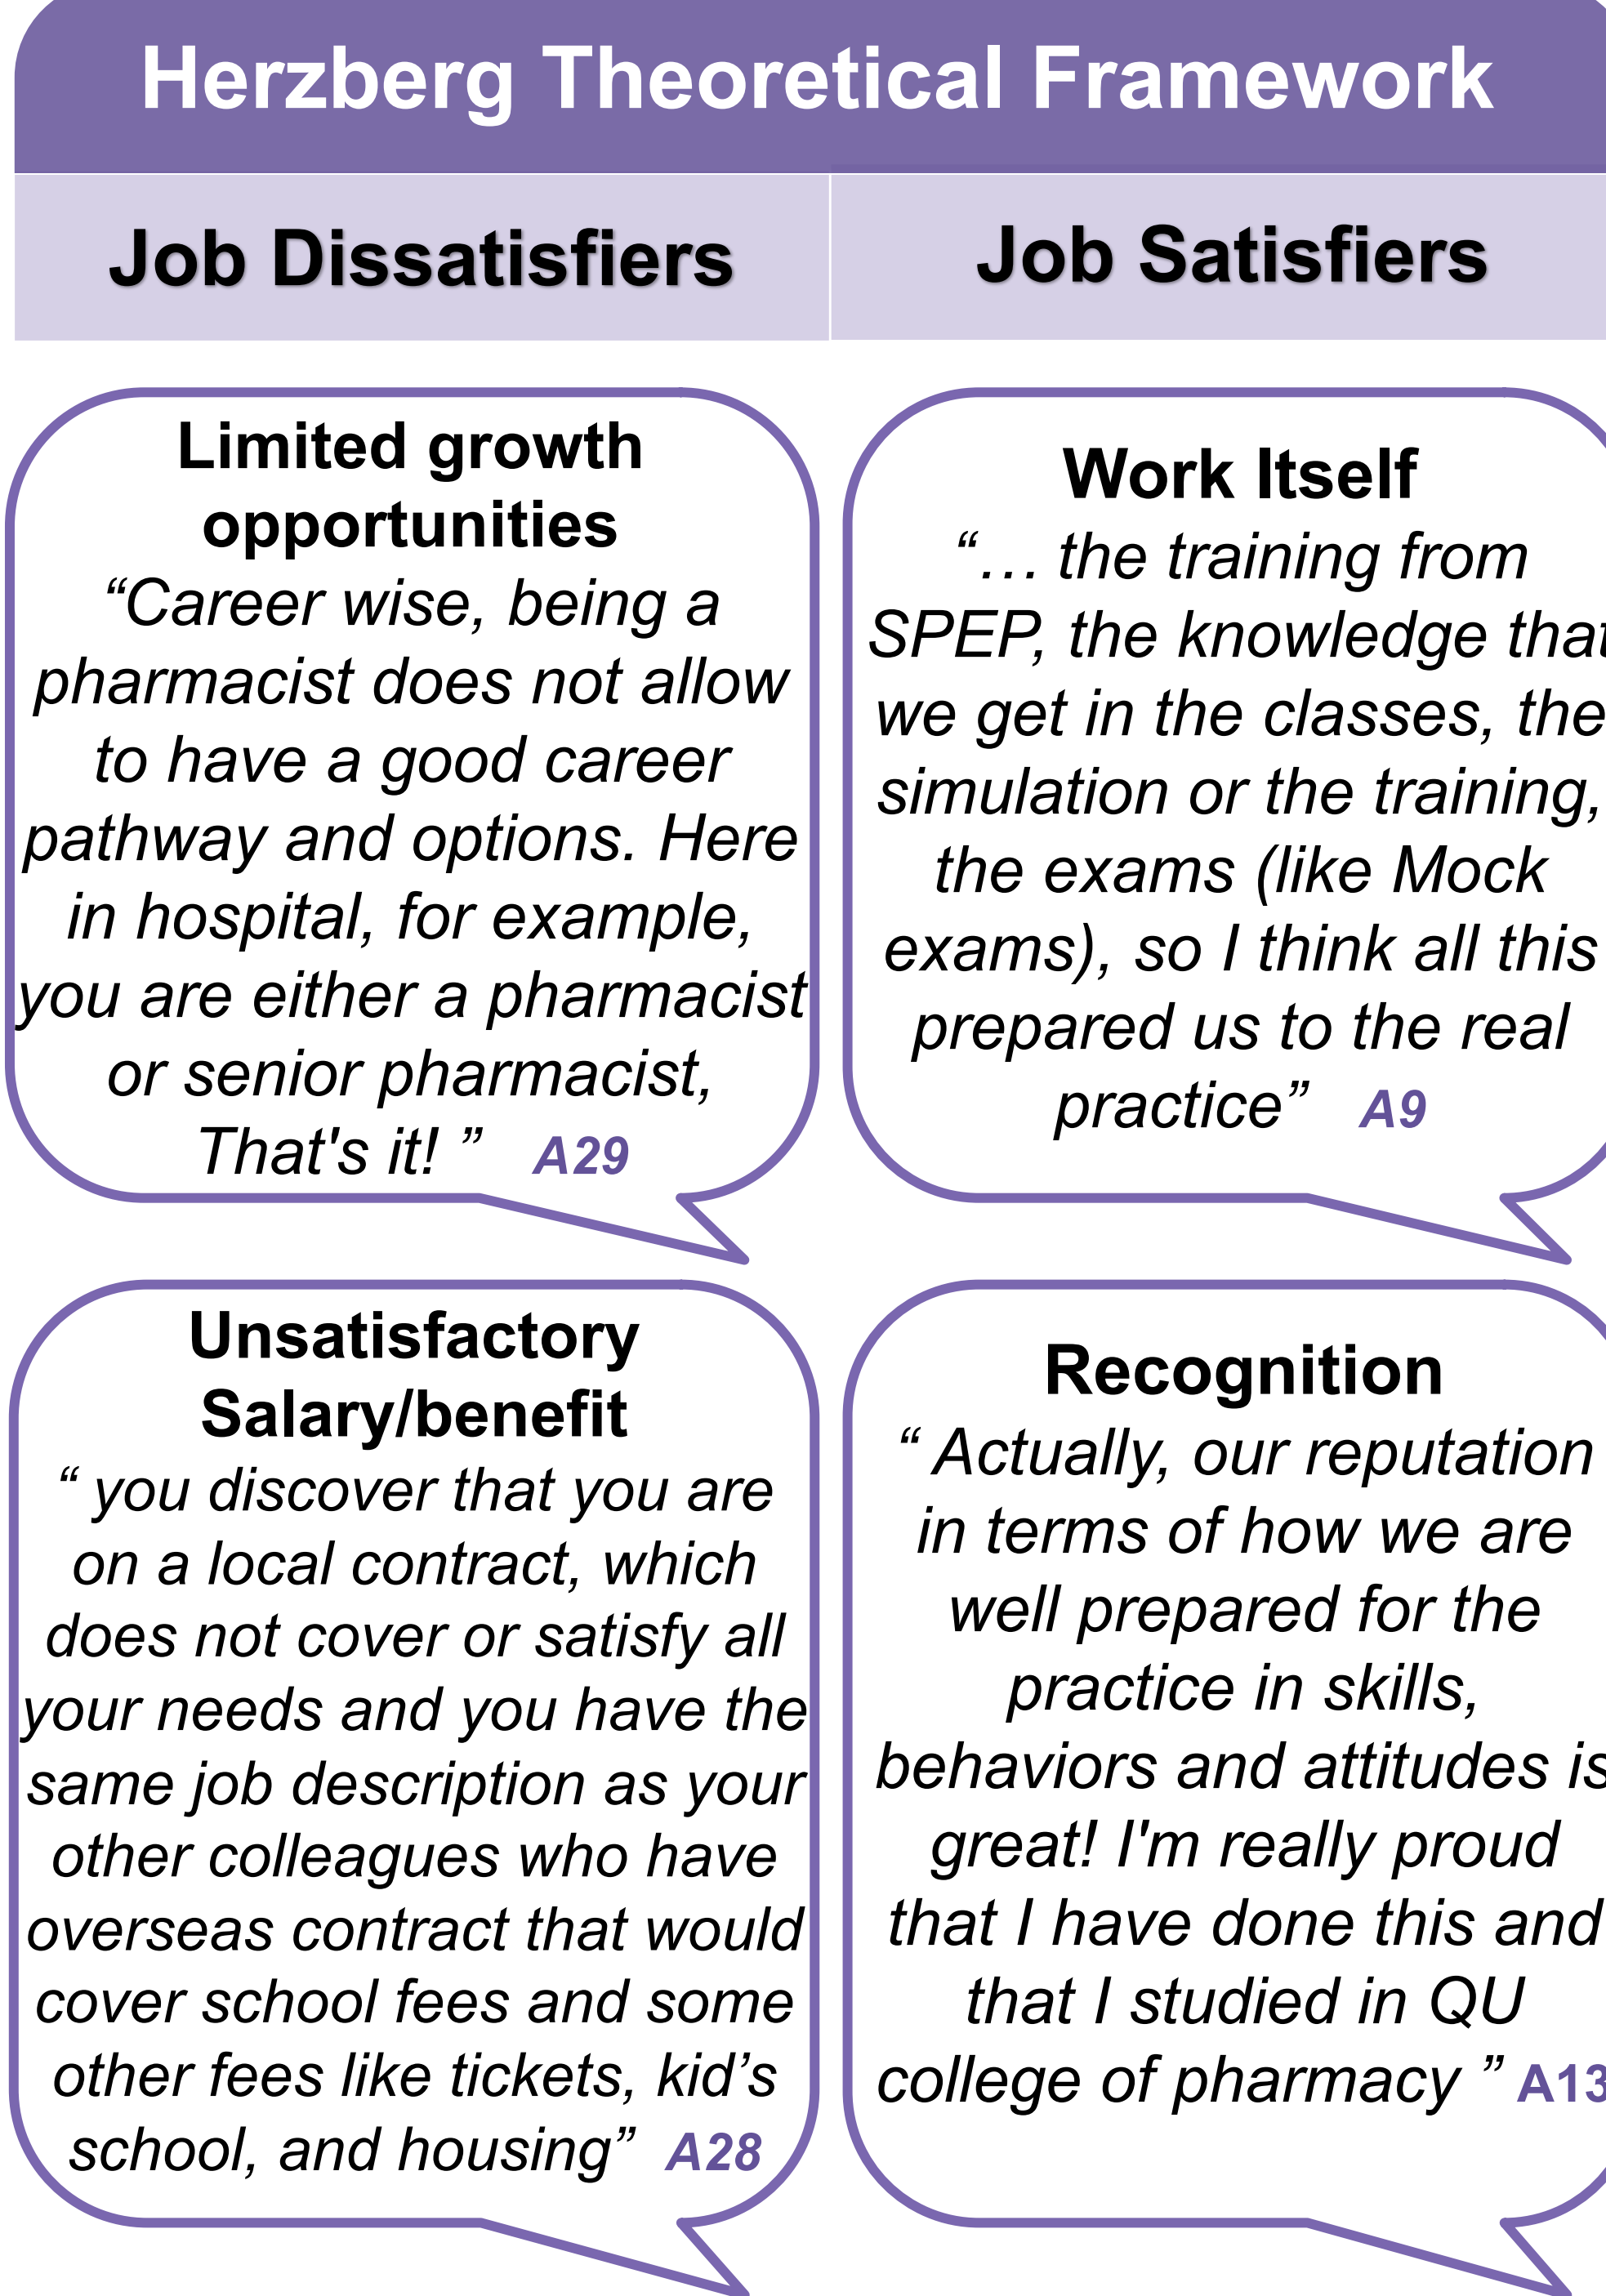 Herzberg Theoretical Framework
Job Dissatisfiers
Job Satisfiers
Limited growth
opportunities
“Career wise, being a
pharmacist does not allow
to have a good career
pathway and options. Here
in hospital, for example,
you are either a pharmacist
or senior pharmacist,
That's it! ” A29
Work Itself
“… the training from
SPEP, the knowledge that
we get in the classes, the
simulation or the training,
the exams (like Mock
exams), so I think all this
prepared us to the real
practice” A9
Unsatisfactory
Salary/benefit
“ you discover that you are
on a local contract, which
does not cover or satisfy all
your needs and you have the
same job description as your
other colleagues who have
overseas contract that would
cover school fees and some
other fees like tickets, kid’s
school, and housing” A28
Recognition
“ Actually, our reputation
in terms of how we are
well prepared for the
practice in skills,
behaviors and attitudes is
great! I'm really proud
that I have done this and
that I studied in QU
college of pharmacy ” A13